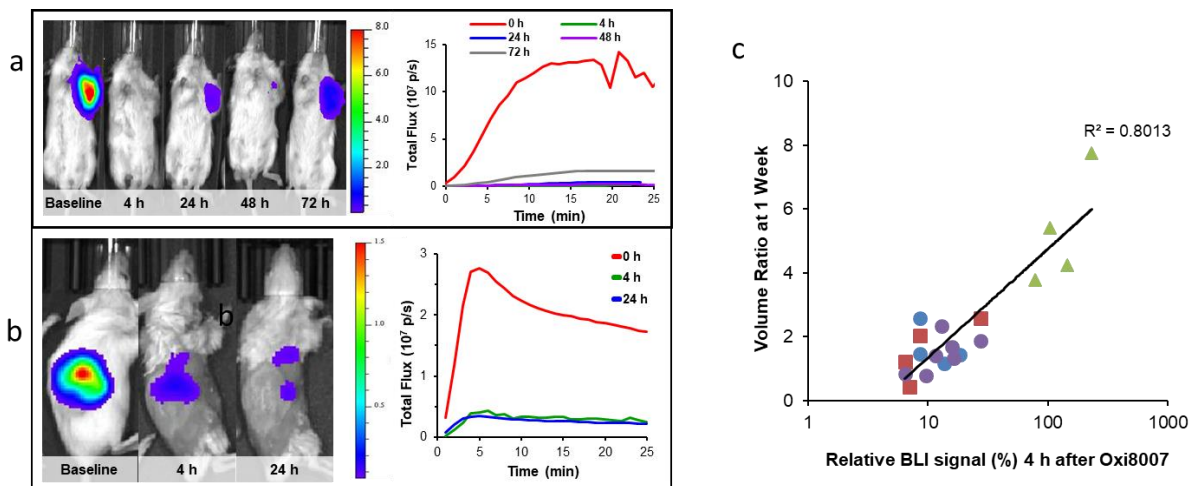 a
8.0
6.0
4.0
2.0
Baseline 4 h 24 h 48 h 72 h
0 h 4 h
24 h 48 h
72 h
Total Flux (10⁷ p/s)
15
10
5
0
0 5 10 15 20 25
Time (min)
b
b
1.5
1.0
0.5
Baseline 4 h 24 h
0 h
4 h
24 h
Total Flux (10⁷ p/s)
3
2
1
0
0 5 10 15 20 25
Time (min)
c
R² = 0.8013
Volume Ratio at 1 Week
10
8
6
4
2
0
1 10 100 1000
Relative BLI signal (%) 4 h after Oxi8007